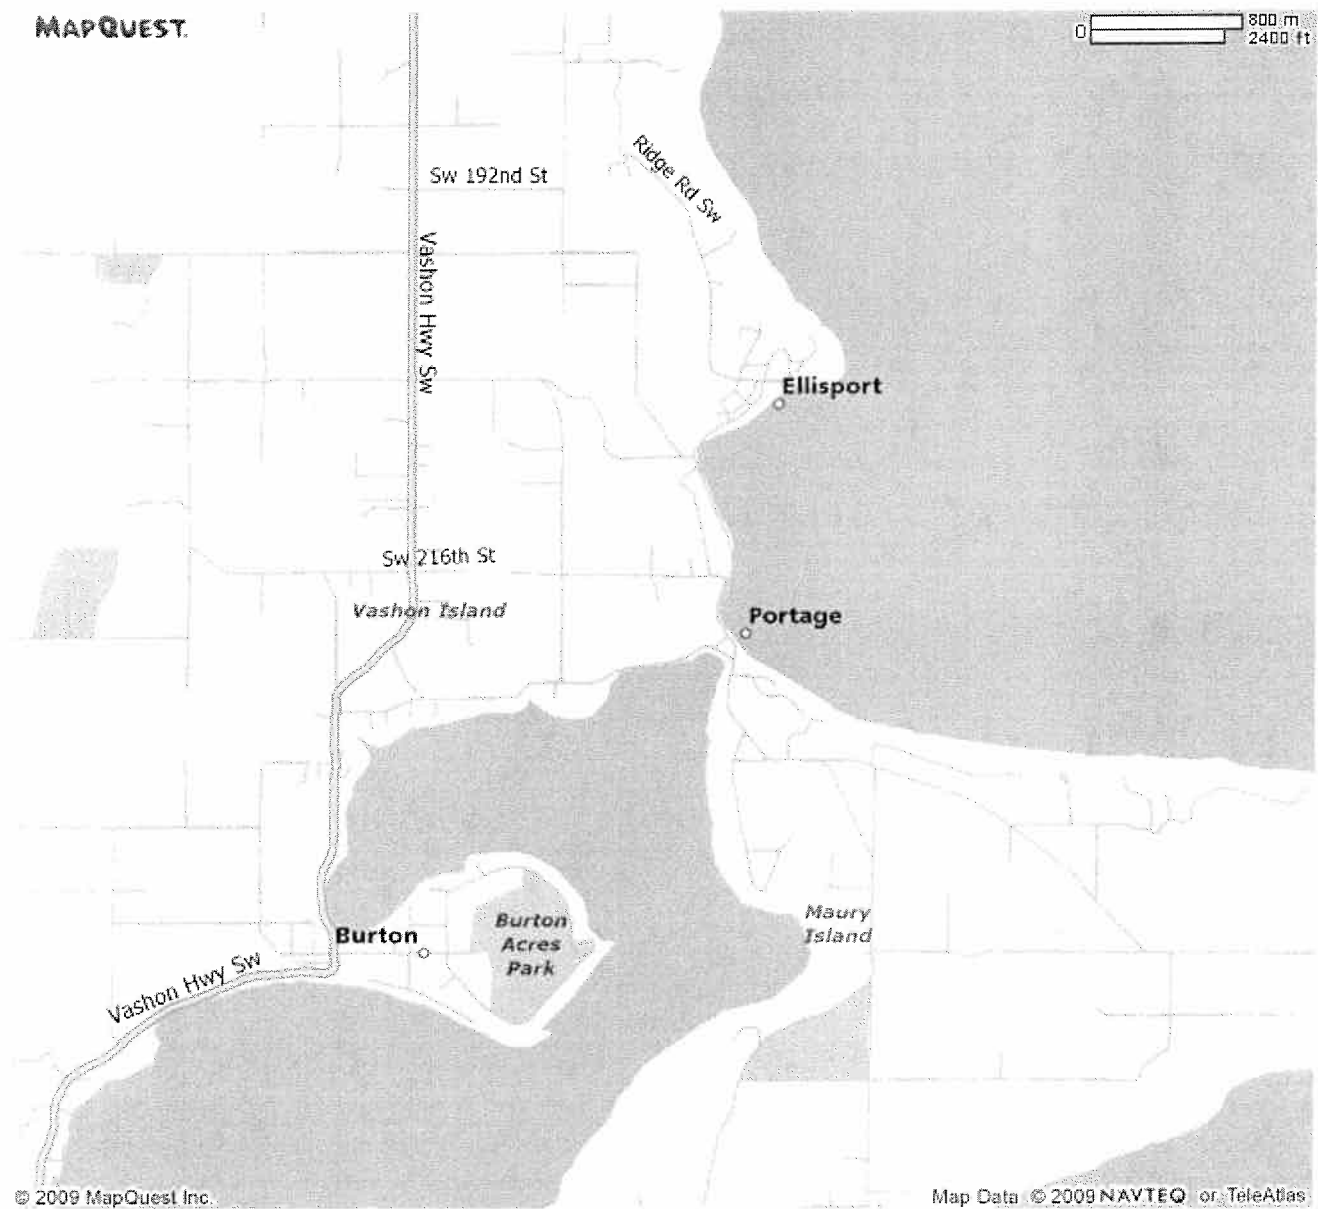 MAPQUEST.
0
800 m
2400 ft
Ridge Rd Sw
Sw 192nd St
Vashon Hwy Sw
Ellisport
Sw 216th St
Vashon Island
Portage
Burton
Burton
Acres
Park
Maury
Island
Vashon Hwy Sw
© 2009 MapQuest Inc.
Map Data © 2009 NAVTEQ or TeleAtlas